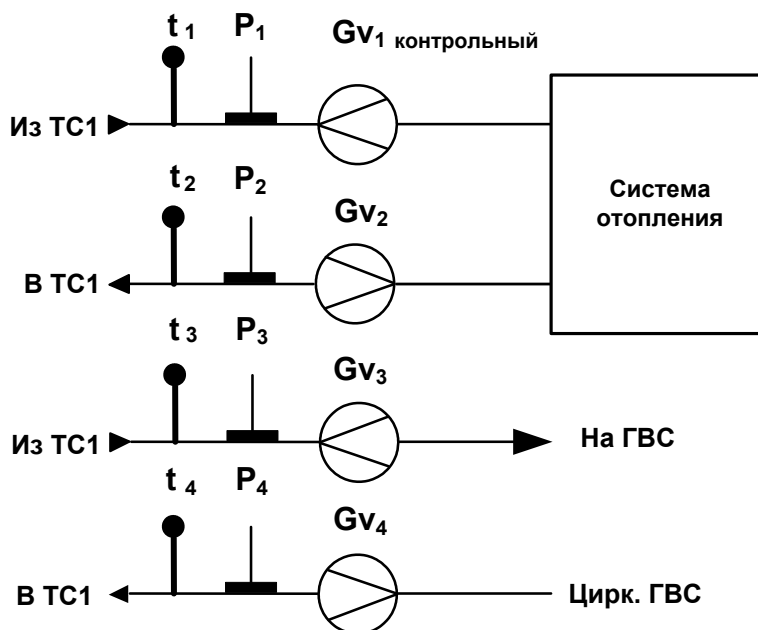 t 1 P1 Gv1 контрольный
Из ТС1
Система
отопления
t 2 P2 Gv2
В ТС1
t 3 P3 Gv3
Из ТС1
На ГВС
t 4 P4 Gv4
В ТС1
Цирк. ГВС